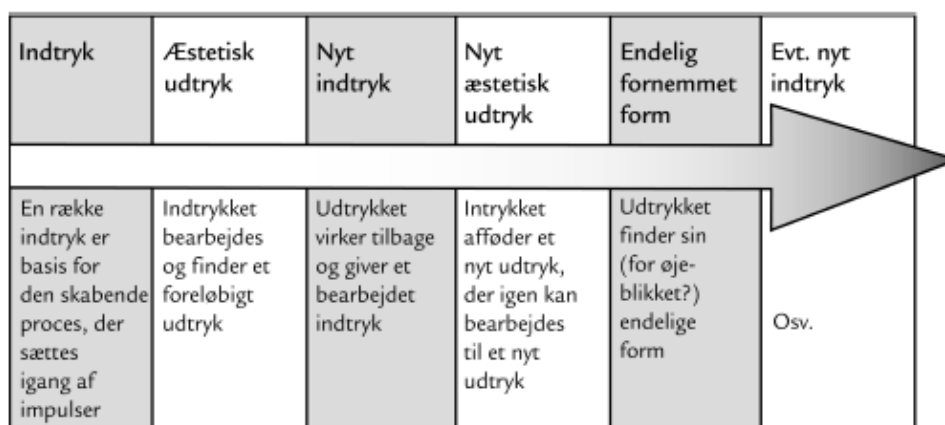 Indtryk
Æstetisk
udtryk
Nyt
indtryk
Nyt
æstetisk
udtryk
Endelig
fornemmet
form
Evt. nyt
indtryk
En række
indtryk er
basis for
den skabende
proces, der
sættes
igang af
impulser
Indtrykket
bearbejdes
og finder et
foreløbigt
udtryk
Udtrykket
virker tilbage
og giver et
bearbejdet
indtryk
Intrykket
afføder et
nyt udtryk,
der igen kan
bearbejdes
til et nyt
udtryk
Udtrykket
finder sin
(for øje-
blikket?)
endelige
form
Osv.